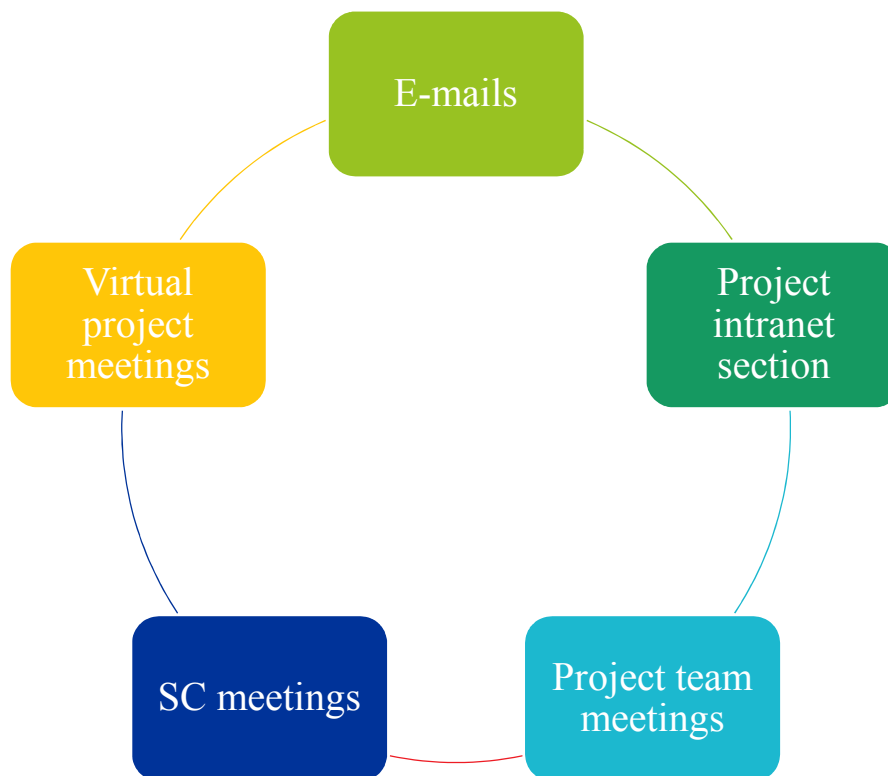 E-mails
Project
intranet
section
Project team
meetings
SC meetings
Virtual
project
meetings